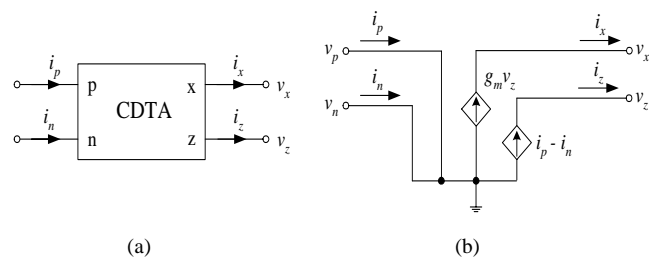 i_p
p
i_n
n
CDTA
x
i_x
v_x
z
i_z
v_z
(a)
i_p
v_p
i_n
v_n
g_m v_z
i_x
v_x
i_z
v_z
i_p - i_n
(b)